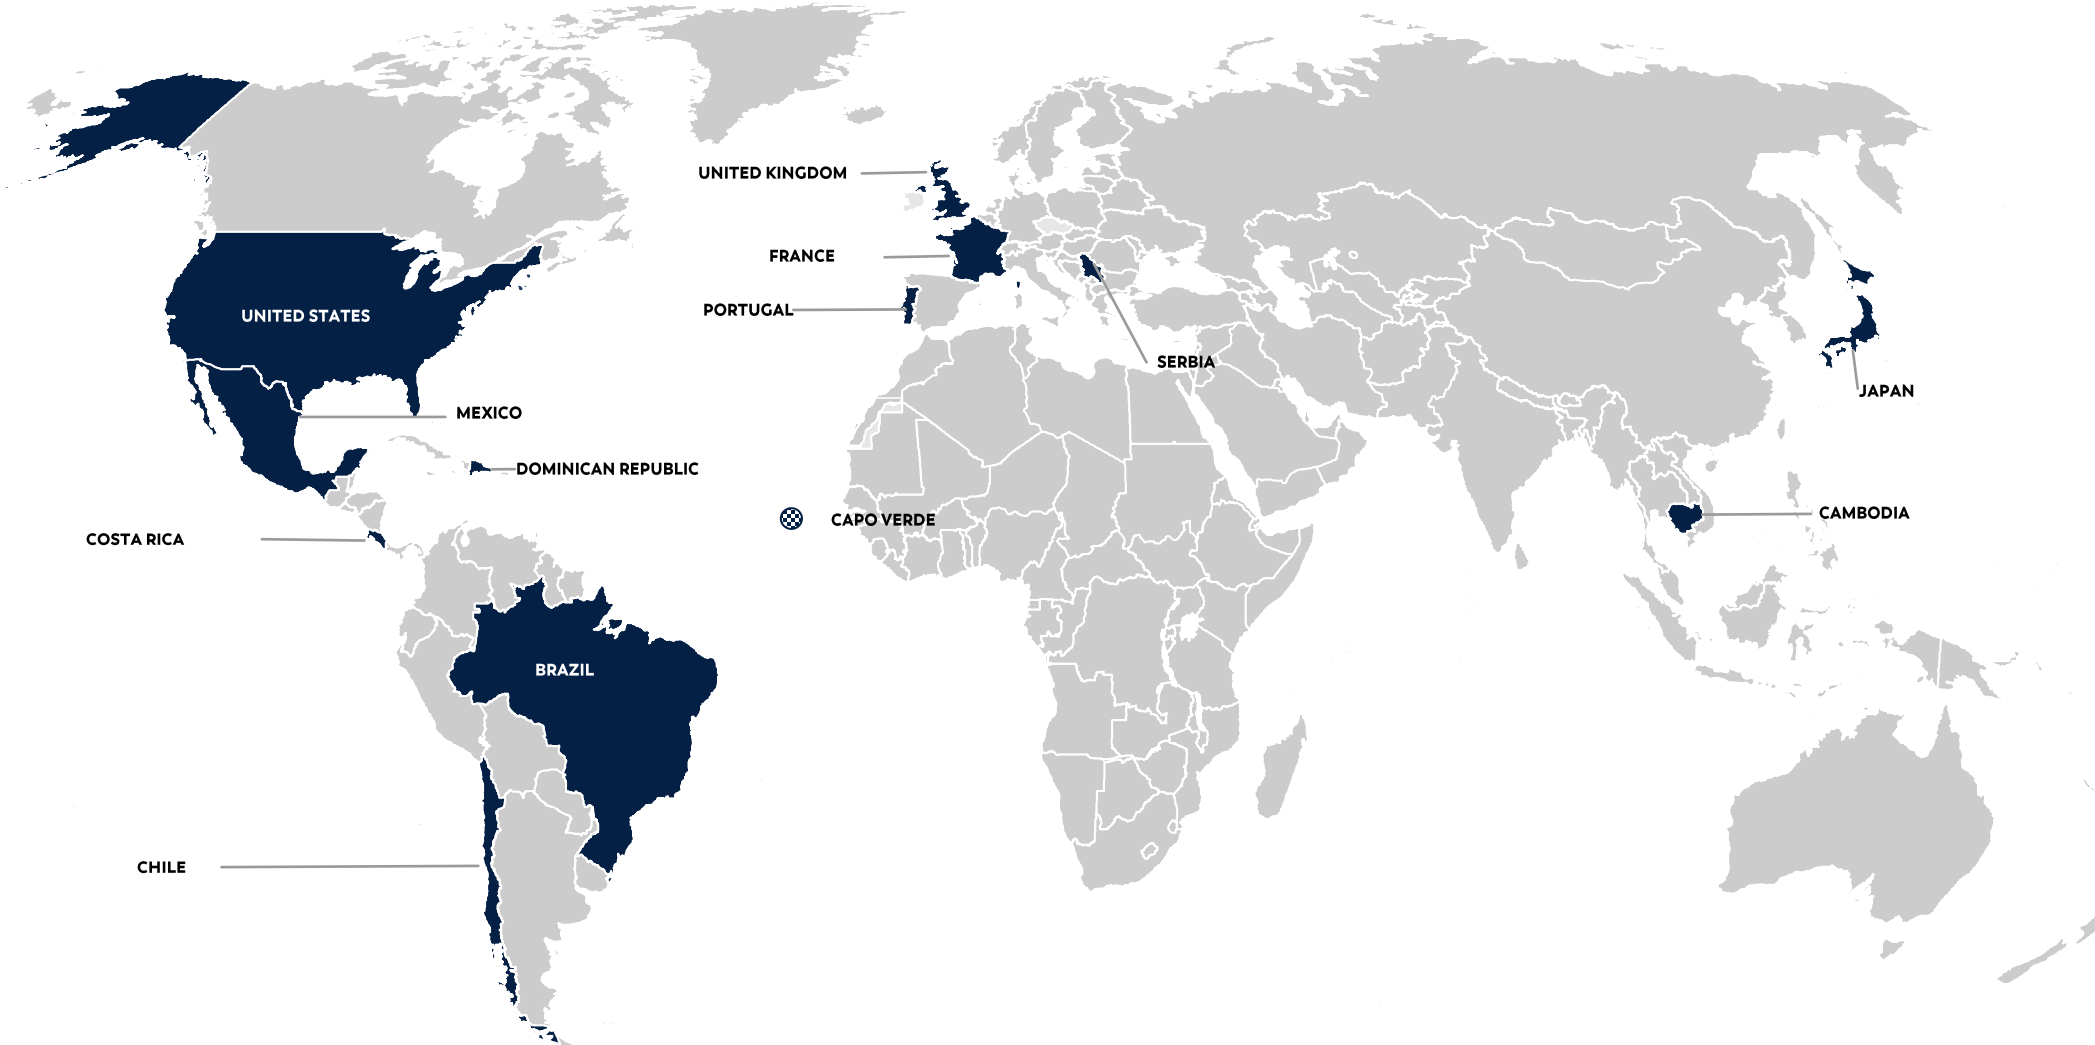 UNITED KINGDOM
FRANCE
PORTUGAL
UNITED STATES
SERBIA
JAPAN
MEXICO
DOMINICAN REPUBLIC
CAPO VERDE
CAMBODIA
COSTA RICA
BRAZIL
CHILE